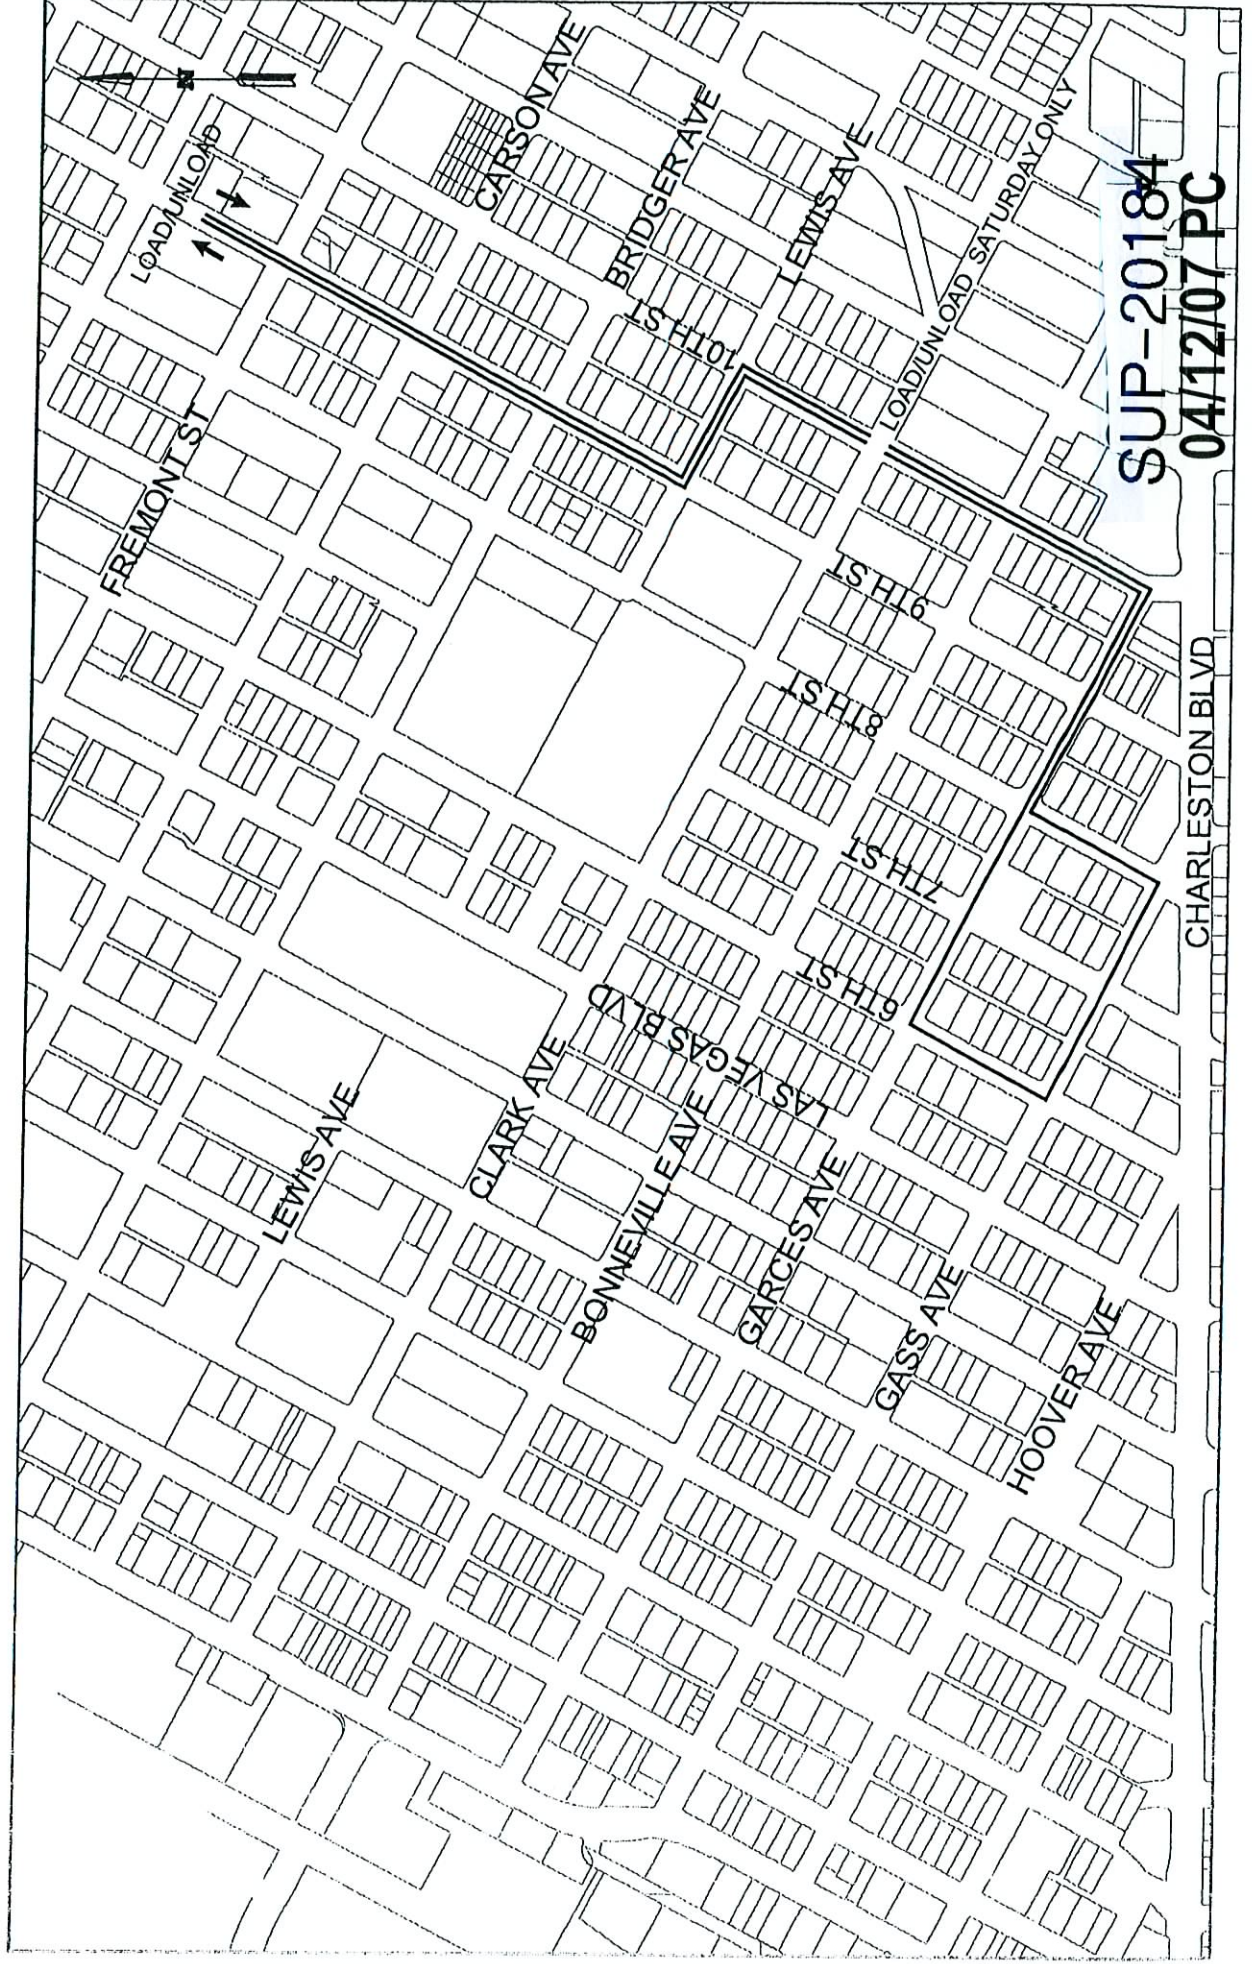 N
LOAD/UNLOAD
FREMONT ST
CARSON AVE
BRIDGER AVE
LEWIS AVE
10TH ST
LOAD/UNLOAD SATURDAY ONLY
9TH ST
8TH ST
7TH ST
6TH ST
LAS VEGAS BLVD
LEWIS AVE
CLARK AVE
BONNEVILLE AVE
GARCES AVE
GASS AVE
HOOVER AVE
CHARLESTON BLVD
SUP-20184
04/12/07 PC